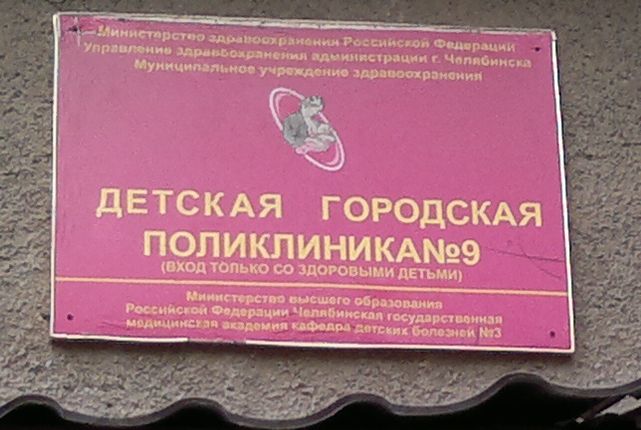 Министерство здравоохранения Российской Федерации
Управление здравоохранения администрации г. Челябинска
Муниципальное учреждение здравоохранения
ДЕТСКАЯ ГОРОДСКАЯ
ПОЛИКЛИНИКА№9
(ВХОД ТОЛЬКО СО ЗДОРОВЫМИ ДЕТЬМИ)
Министерство высшего образования
Российской Федерации Челябинская государственная
медицинская академия кафедра детских болезней №3